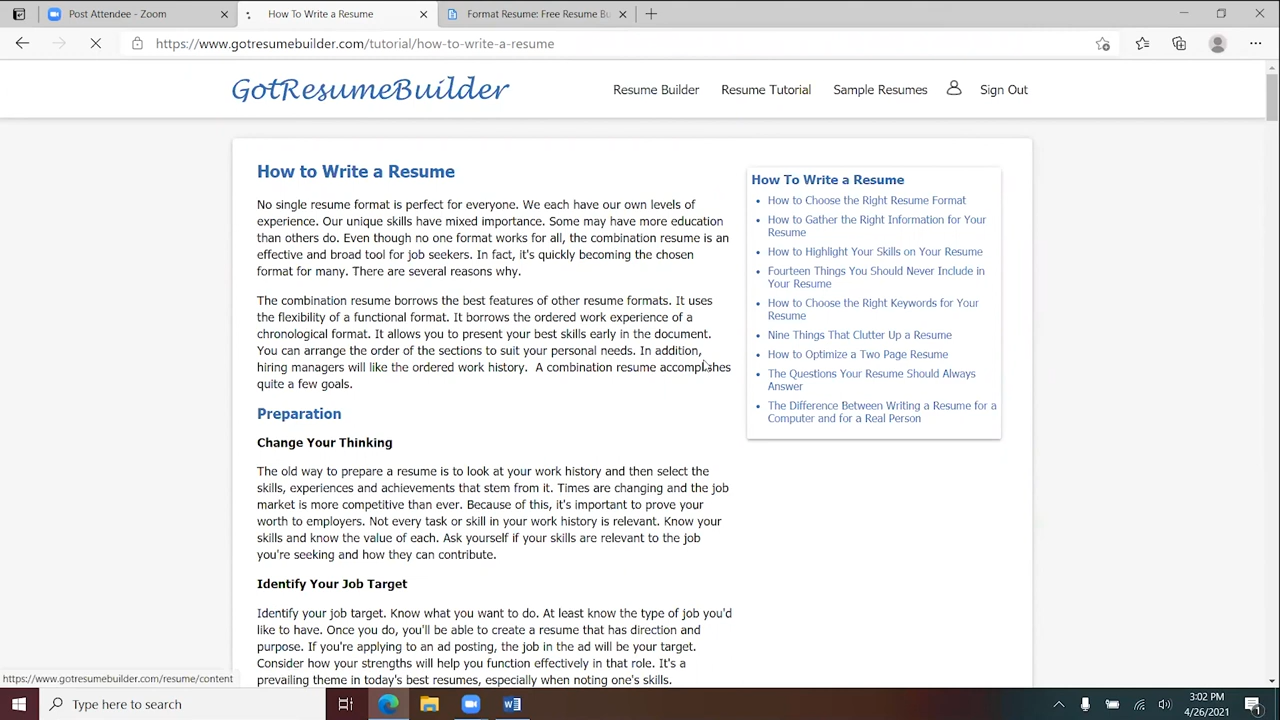 Post Attendee - Zoom
How To Write a Resume
Format Resume: Free Resume Bu
https://www.gotresumebuilder.com/tutorial/how-to-write-a-resume
GotResumeBuilder
Resume Builder
Resume Tutorial
Sample Resumes
Sign Out
How to Write a Resume
No single resume format is perfect for everyone. We each have our own levels of
experience. Our unique skills have mixed importance. Some may have more education
than others do. Even though no one format works for all, the combination resume is an
effective and broad tool for job seekers. In fact, it's quickly becoming the chosen
format for many. There are several reasons why.
The combination resume borrows the best features of other resume formats. It uses
the flexibility of a functional format. It borrows the ordered work experience of a
chronological format. It allows you to present your best skills early in the document.
You can arrange the order of the sections to suit your personal needs. In addition,
hiring managers will like the ordered work history. A combination resume accomplishes
quite a few goals.
Preparation
Change Your Thinking
The old way to prepare a resume is to look at your work history and then select the
skills, experiences and achievements that stem from it. Times are changing and the job
market is more competitive than ever. Because of this, it's important to prove your
worth to employers. Not every task or skill in your work history is relevant. Know your
skills and know the value of each. Ask yourself if your skills are relevant to the job
you're seeking and how they can contribute.
Identify Your Job Target
Identify your job target. Know what you want to do. At least know the type of job you'd
like to have. Once you do, you'll be able to create a resume that has direction and
purpose. If you're applying to an ad posting, the job in the ad will be your target.
Consider how your strengths will help you function effectively in that role. It's a
prevailing theme in today's best resumes, especially when noting one's skills.
How To Write a Resume
How to Choose the Right Resume Format
How to Gather the Right Information for Your
Resume
How to Highlight Your Skills on Your Resume
Fourteen Things You Should Never Include in
Your Resume
How to Choose the Right Keywords for Your
Resume
Nine Things That Clutter Up a Resume
How to Optimize a Two Page Resume
The Questions Your Resume Should Always
Answer
The Difference Between Writing a Resume for a
Computer and for a Real Person
https://www.gotresumebuilder.com/resume/content
Type here to search
3:02 PM
4/26/2021
1